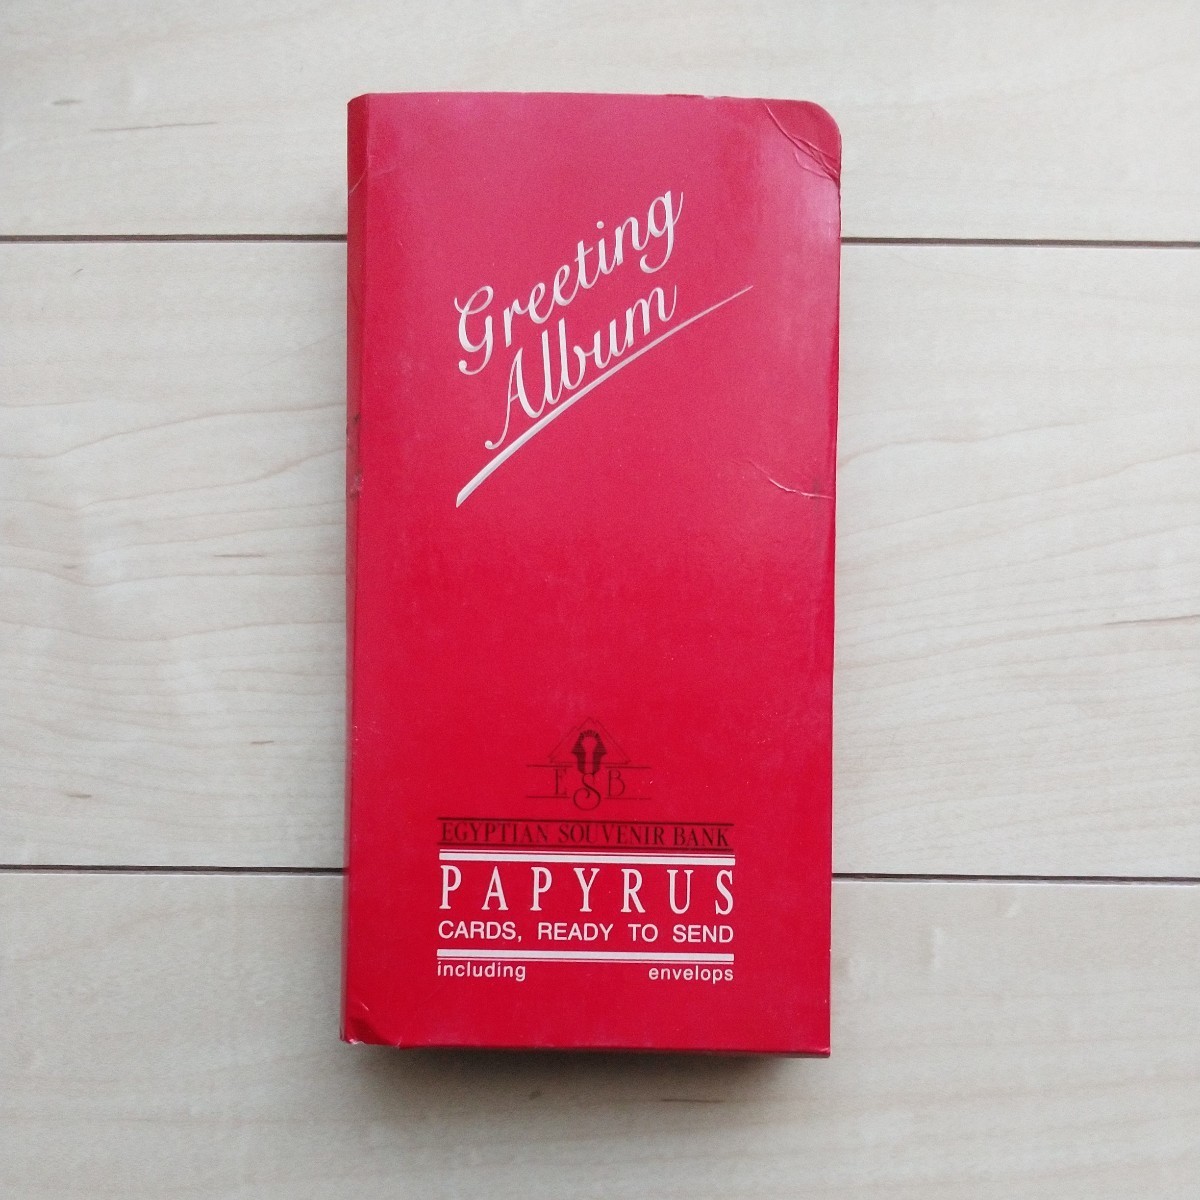 Greeting
Album
ESB
EGYPTIAN SOUVENIR BANK
PAPYRUS
CARDS, READY TO SEND
including envelops